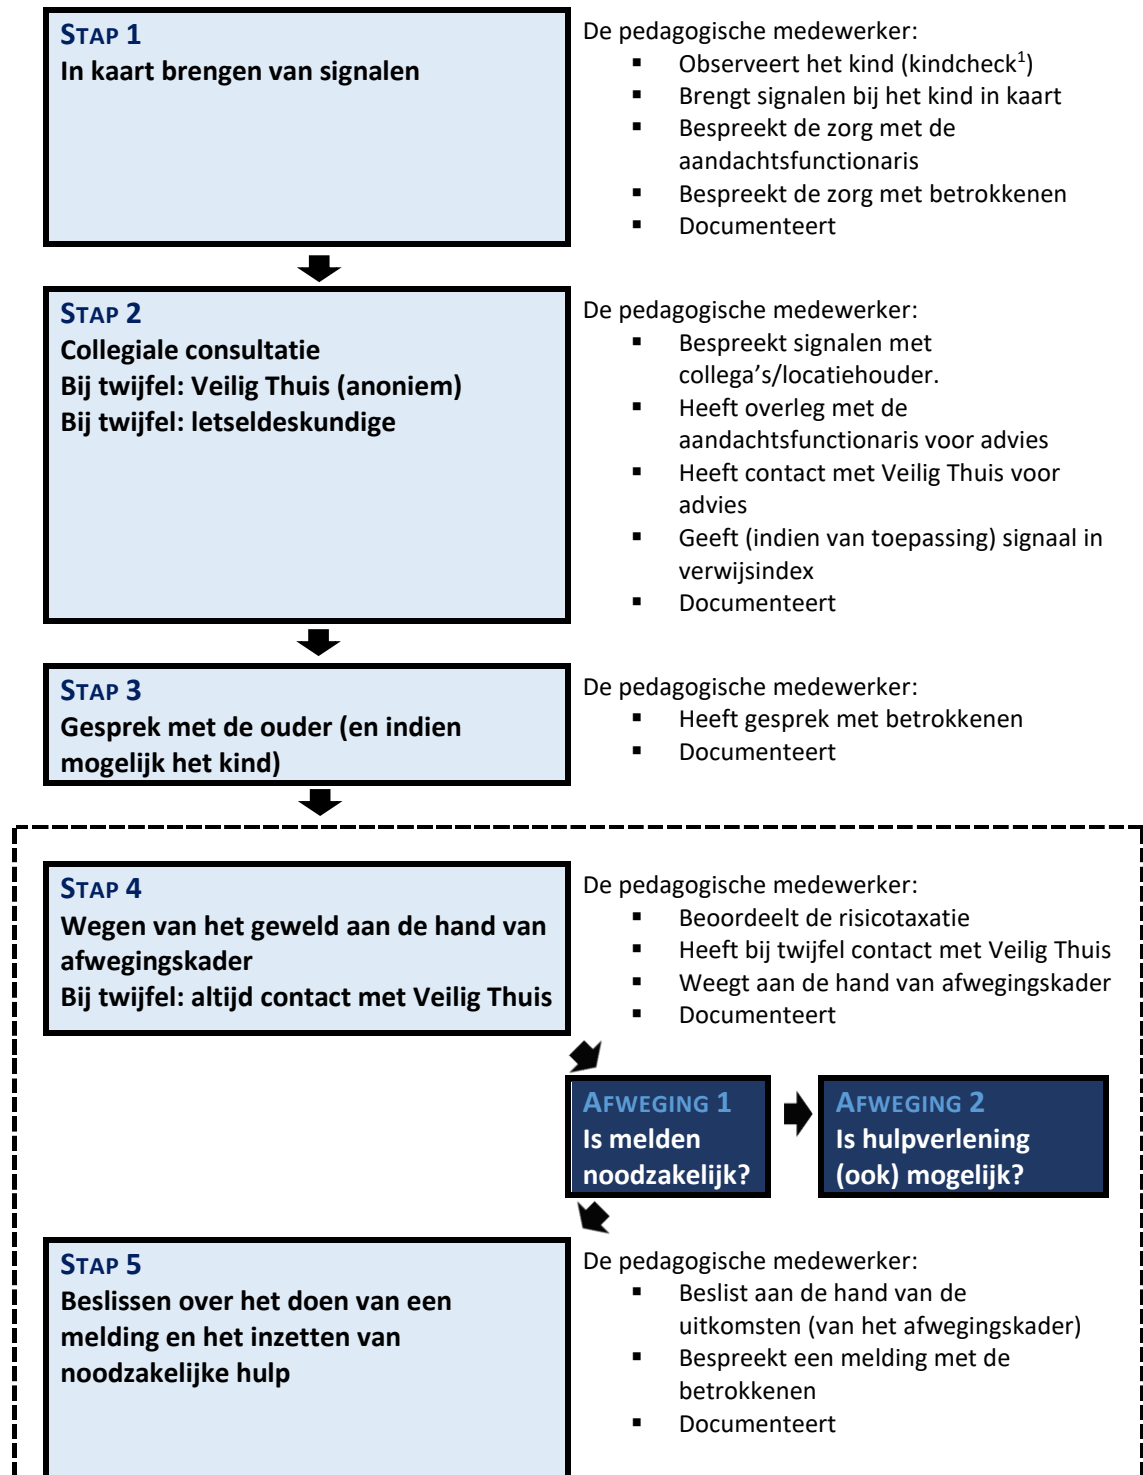 STAP 1
In kaart brengen van signalen
De pedagogische medewerker:
▪ Observeert het kind (kindcheck¹)
▪ Brengt signalen bij het kind in kaart
▪ Bespreekt de zorg met de
aandachtsfunctionaris
▪ Bespreekt de zorg met betrokkenen
▪ Documenteert
STAP 2
Collegiale consultatie
Bij twijfel: Veilig Thuis (anoniem)
Bij twijfel: letseldeskundige
De pedagogische medewerker:
▪ Bespreekt signalen met
collega’s/locatiehouder.
▪ Heeft overleg met de
aandachtsfunctionaris voor advies
▪ Heeft contact met Veilig Thuis voor
advies
▪ Geeft (indien van toepassing) signaal in
verwijsindex
▪ Documenteert
STAP 3
Gesprek met de ouder (en indien
mogelijk het kind)
De pedagogische medewerker:
▪ Heeft gesprek met betrokkenen
▪ Documenteert
STAP 4
Wegen van het geweld aan de hand van
afwegingskader
Bij twijfel: altijd contact met Veilig Thuis
De pedagogische medewerker:
▪ Beoordeelt de risicotaxatie
▪ Heeft bij twijfel contact met Veilig Thuis
▪ Weegt aan de hand van afwegingskader
▪ Documenteert
AFWEGING 1
Is melden
noodzakelijk?
AFWEGING 2
Is hulpverlening
(ook) mogelijk?
STAP 5
Beslissen over het doen van een
melding en het inzetten van
noodzakelijke hulp
De pedagogische medewerker:
▪ Beslist aan de hand van de
uitkomsten (van het afwegingskader)
▪ Bespreekt een melding met de
betrokkenen
▪ Documenteert